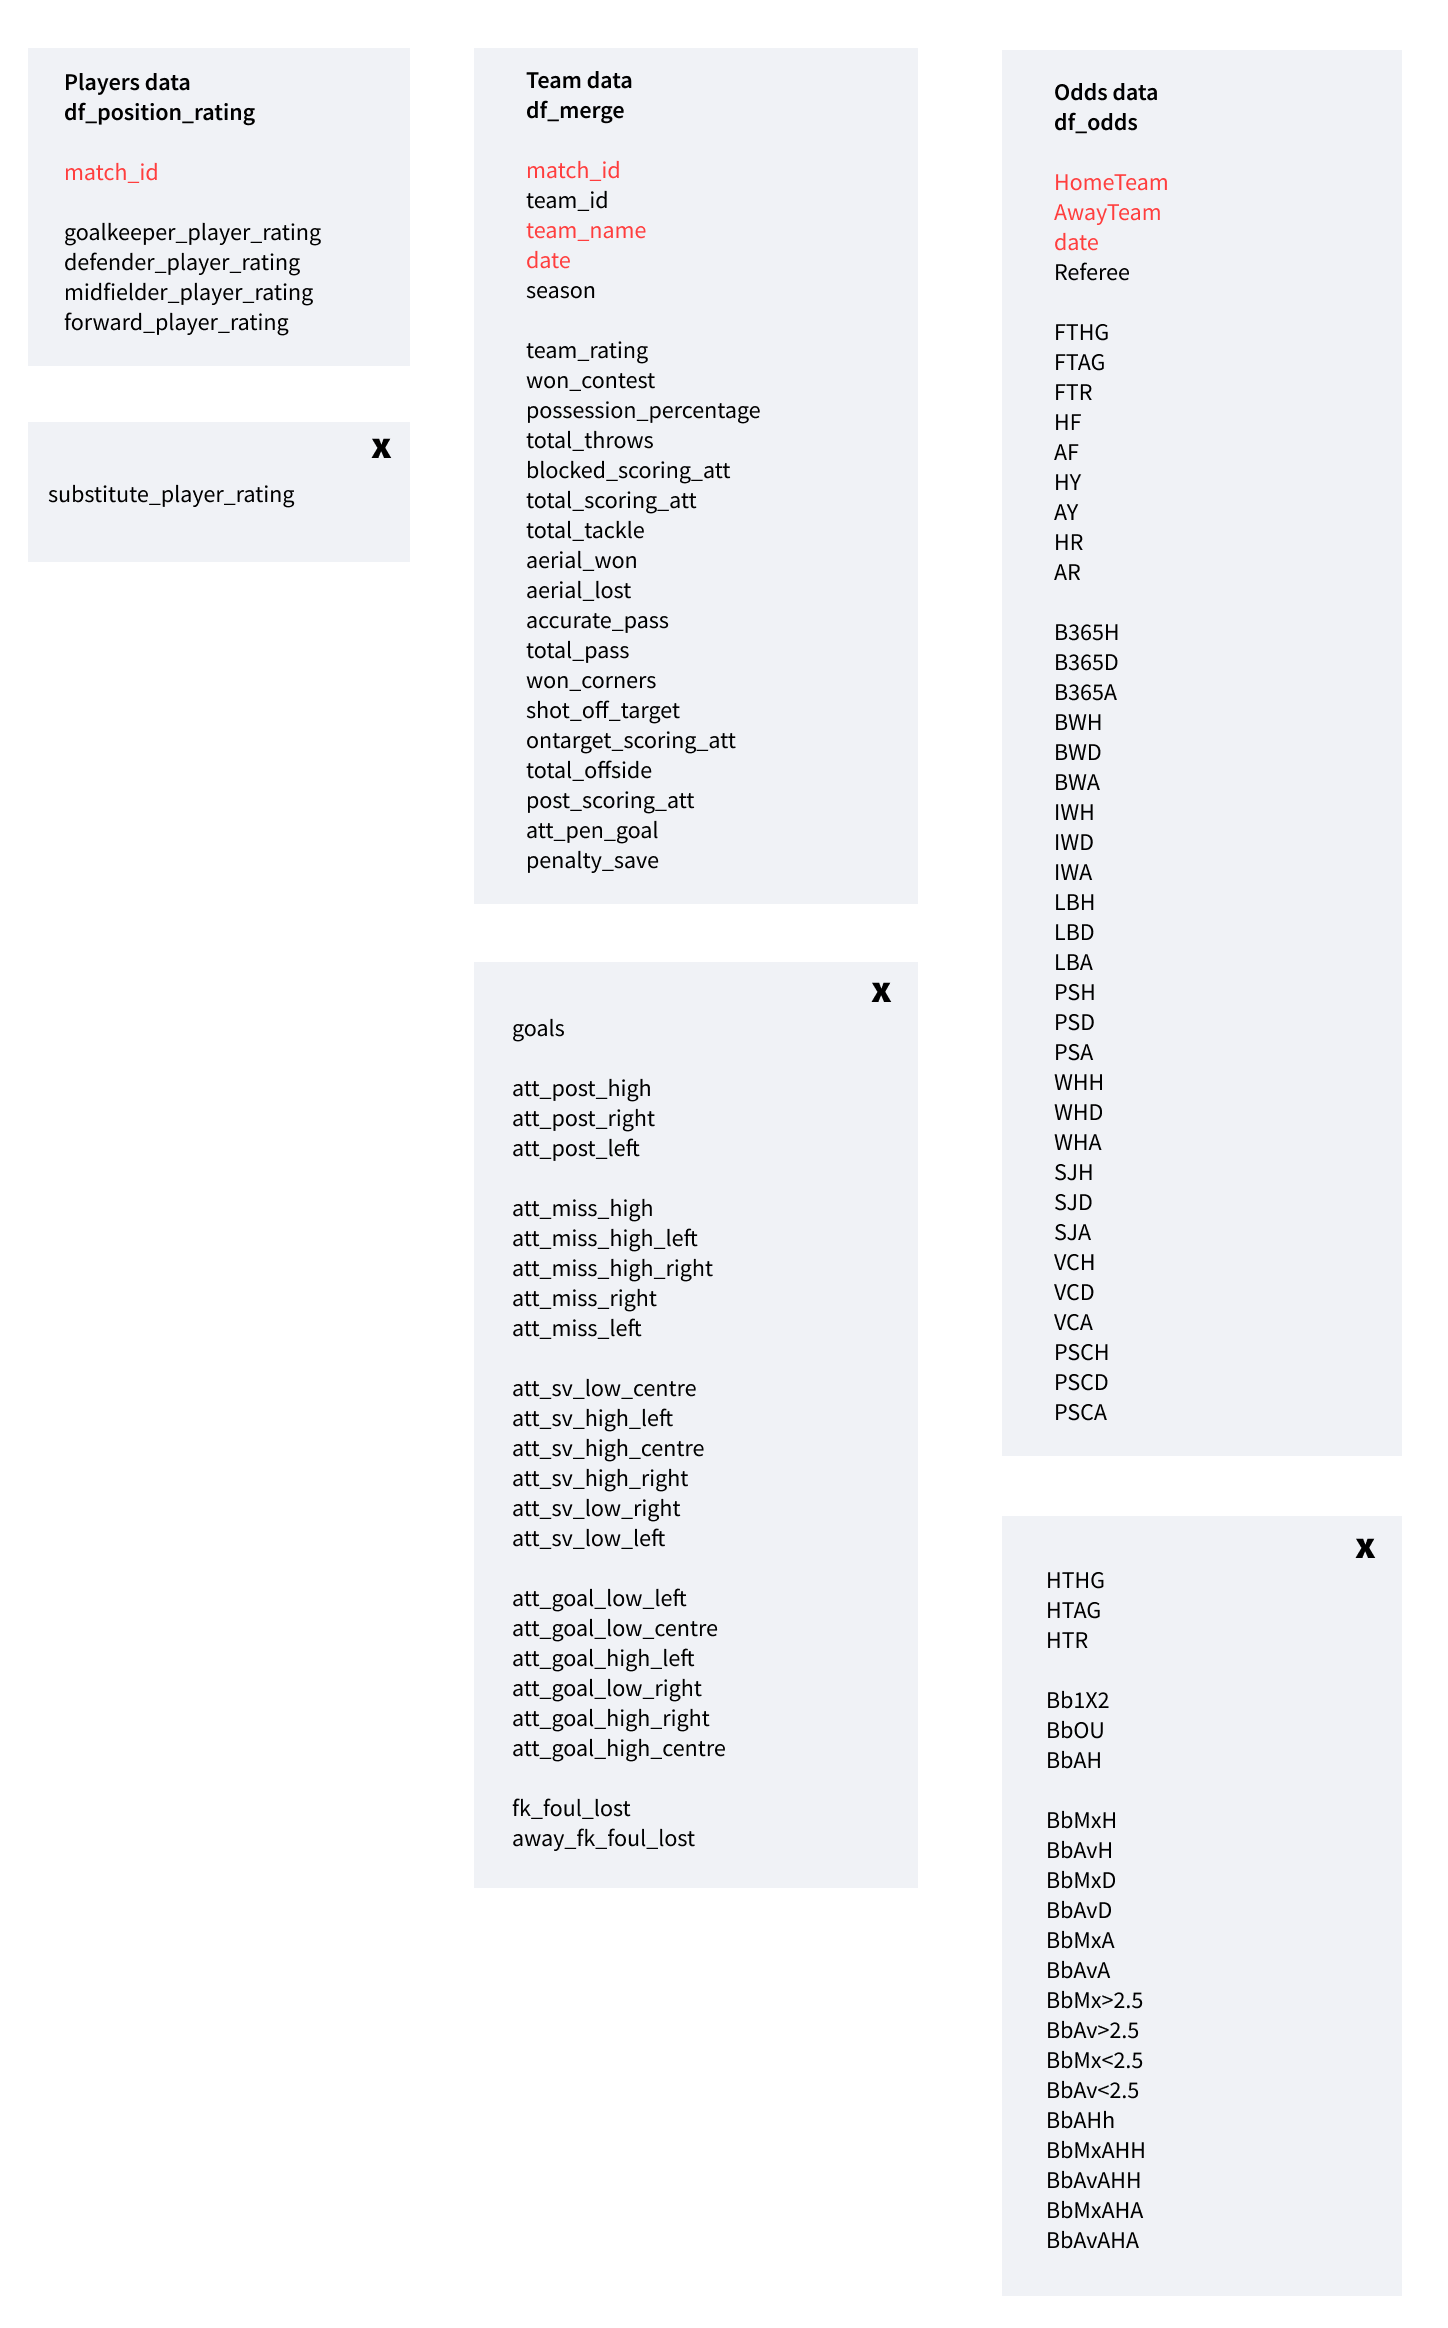 Players data
df_position_rating
match_id
goalkeeper_player_rating
defender_player_rating
midfielder_player_rating
forward_player_rating
X
substitute_player_rating
Team data
df_merge
match_id
team_id
team_name
date
season
team_rating
won_contest
possession_percentage
total_throws
blocked_scoring_att
total_scoring_att
total_tackle
aerial_won
aerial_lost
accurate_pass
total_pass
won_corners
shot_off_target
ontarget_scoring_att
total_offside
post_scoring_att
att_pen_goal
penalty_save
X
goals
att_post_high
att_post_right
att_post_left
att_miss_high
att_miss_high_left
att_miss_high_right
att_miss_right
att_miss_left
att_sv_low_centre
att_sv_high_left
att_sv_high_centre
att_sv_high_right
att_sv_low_right
att_sv_low_left
att_goal_low_left
att_goal_low_centre
att_goal_high_left
att_goal_low_right
att_goal_high_right
att_goal_high_centre
fk_foul_lost
away_fk_foul_lost
Odds data
df_odds
HomeTeam
AwayTeam
date
Referee
FTHG
FTAG
FTR
HF
AF
HY
AY
HR
AR
B365H
B365D
B365A
BWH
BWD
BWA
IWH
IWD
IWA
LBH
LBD
LBA
PSH
PSD
PSA
WHH
WHD
WHA
SJH
SJD
SJA
VCH
VCD
VCA
PSCH
PSCD
PSCA
X
HTHG
HTAG
HTR
Bb1X2
BbOU
BbAH
BbMxH
BbAvH
BbMxD
BbAvD
BbMxA
BbAvA
BbMx>2.5
BbAv>2.5
BbMx<2.5
BbAv<2.5
BbAHh
BbMxAHH
BbAvAHH
BbMxAHA
BbAvAHA